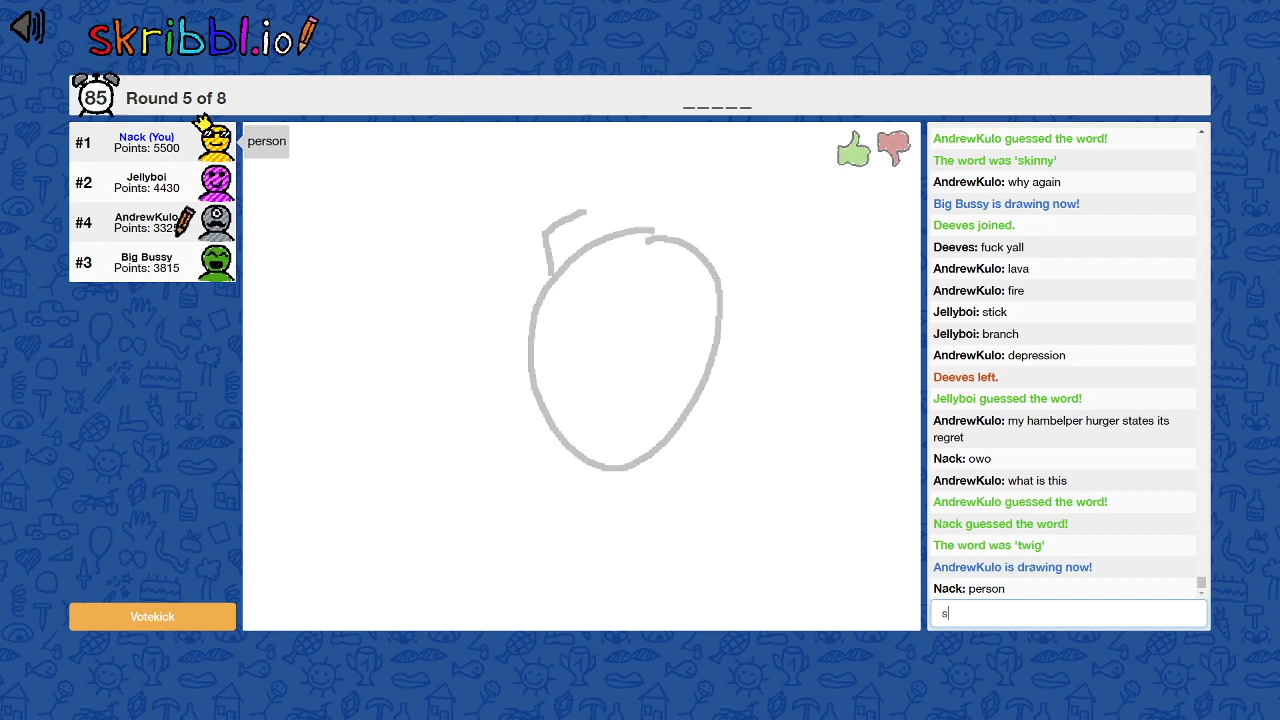 skribbl.io
85
Round 5 of 8
_ _ _ _ _
#1
Nack (You)
Points: 5500
#2
Jellyboi
Points: 4430
#4
AndrewKulo
Points: 3325
#3
Big Bussy
Points: 3815
Votekick
person
AndrewKulo guessed the word!
The word was 'skinny'
AndrewKulo: why again
Big Bussy is drawing now!
Deeves joined.
Deeves: fuck yall
AndrewKulo: lava
AndrewKulo: fire
Jellyboi: stick
Jellyboi: branch
AndrewKulo: depression
Deeves left.
Jellyboi guessed the word!
AndrewKulo: my hambelper hurger states its
regret
Nack: owo
AndrewKulo: what is this
AndrewKulo guessed the word!
Nack guessed the word!
The word was 'twig'
AndrewKulo is drawing now!
Nack: person
s